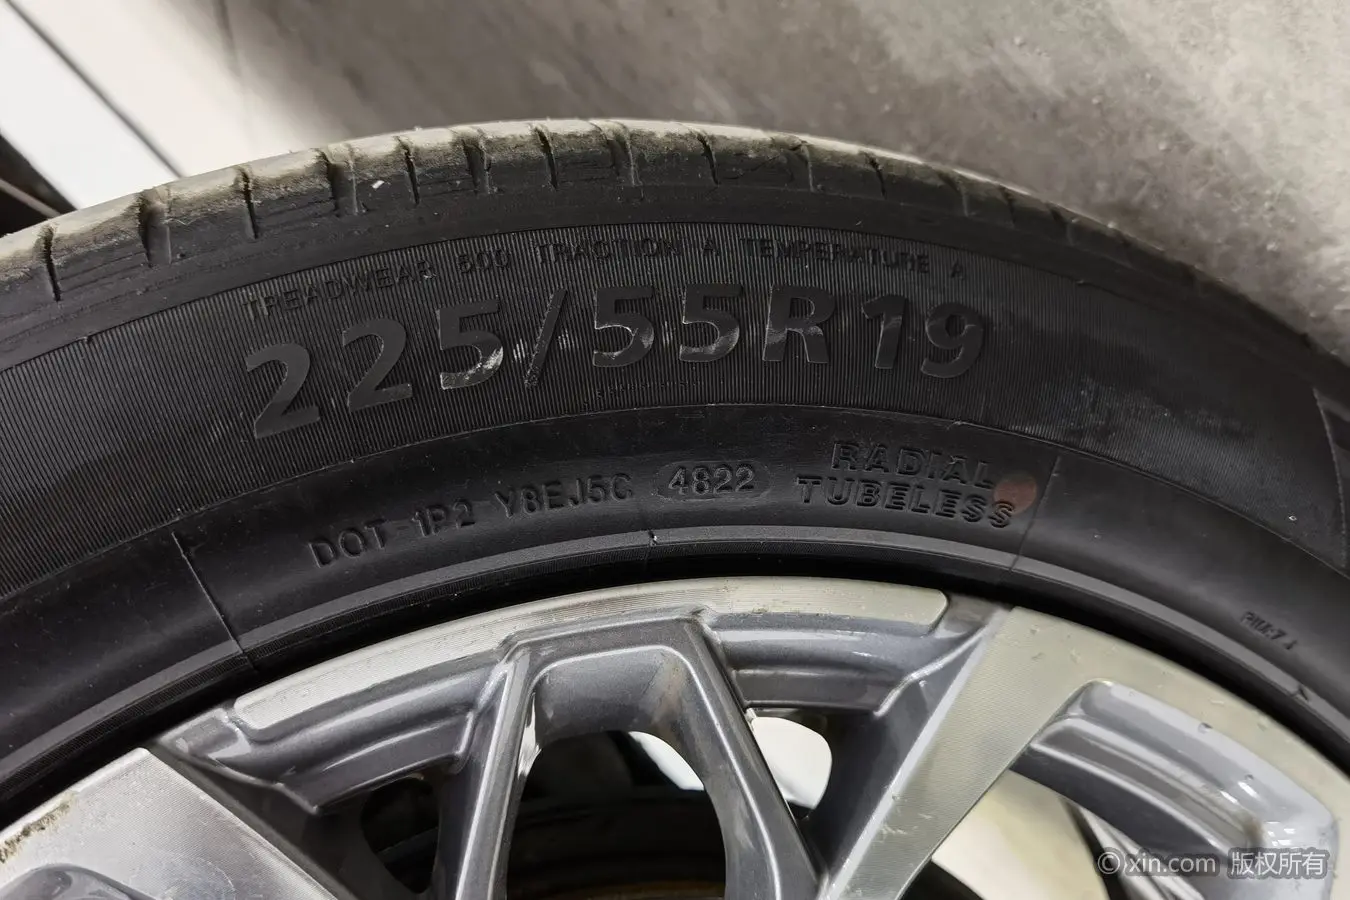 TREADWEAR 500 TRACTION A TEMPERATURE A
225/55R19
DOT 1P2 Y8EJ5C 4822
RADIAL
TUBELESS
©xin.com 版权所有